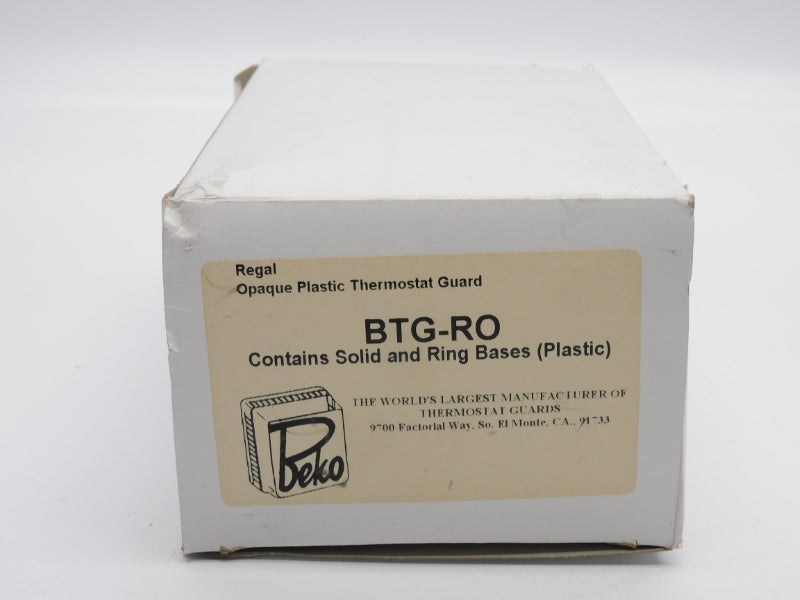 Regal
Opaque Plastic Thermostat Guard
BTG-RO
Contains Solid and Ring Bases (Plastic)
THE WORLD'S LARGEST MANUFACTURER OF
THERMOSTAT GUARDS
9700 Factorial Way, So. El Monte, CA., 91733
Beko